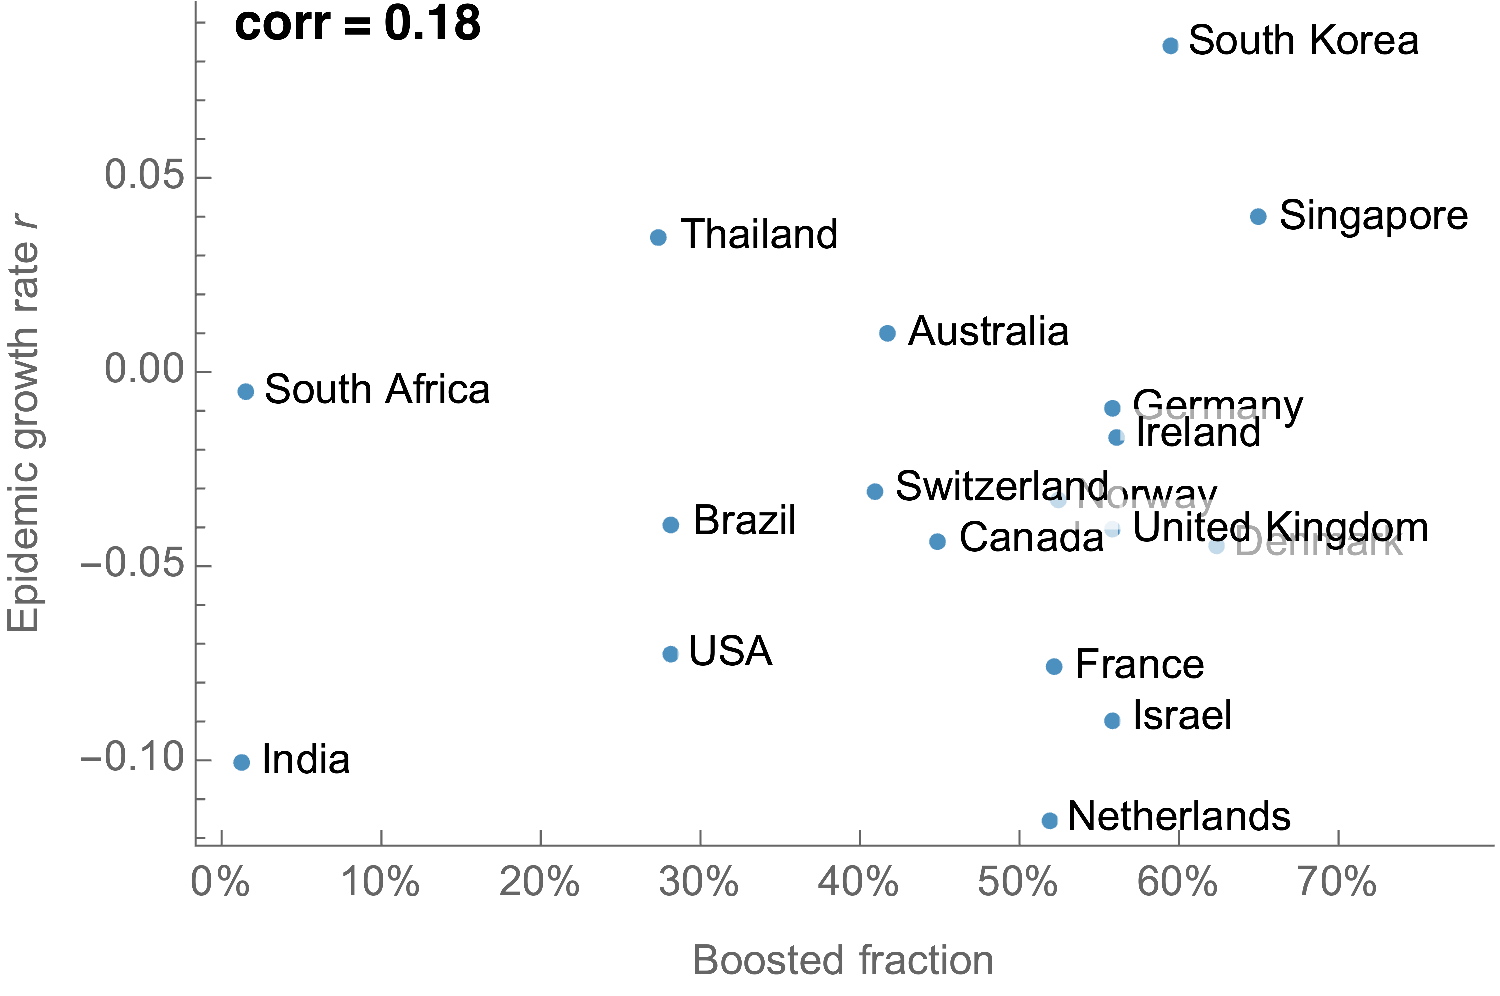 corr = 0.18
South Korea
0.05
Singapore
Thailand
Australia
0.00
South Africa
Germany
Ireland
Switzerland
Norway
Brazil
United Kingdom
Canada
Denmark
−0.05
USA
France
Israel
−0.10
India
Netherlands
Epidemic growth rate r
0%
10%
20%
30%
40%
50%
60%
70%
Boosted fraction